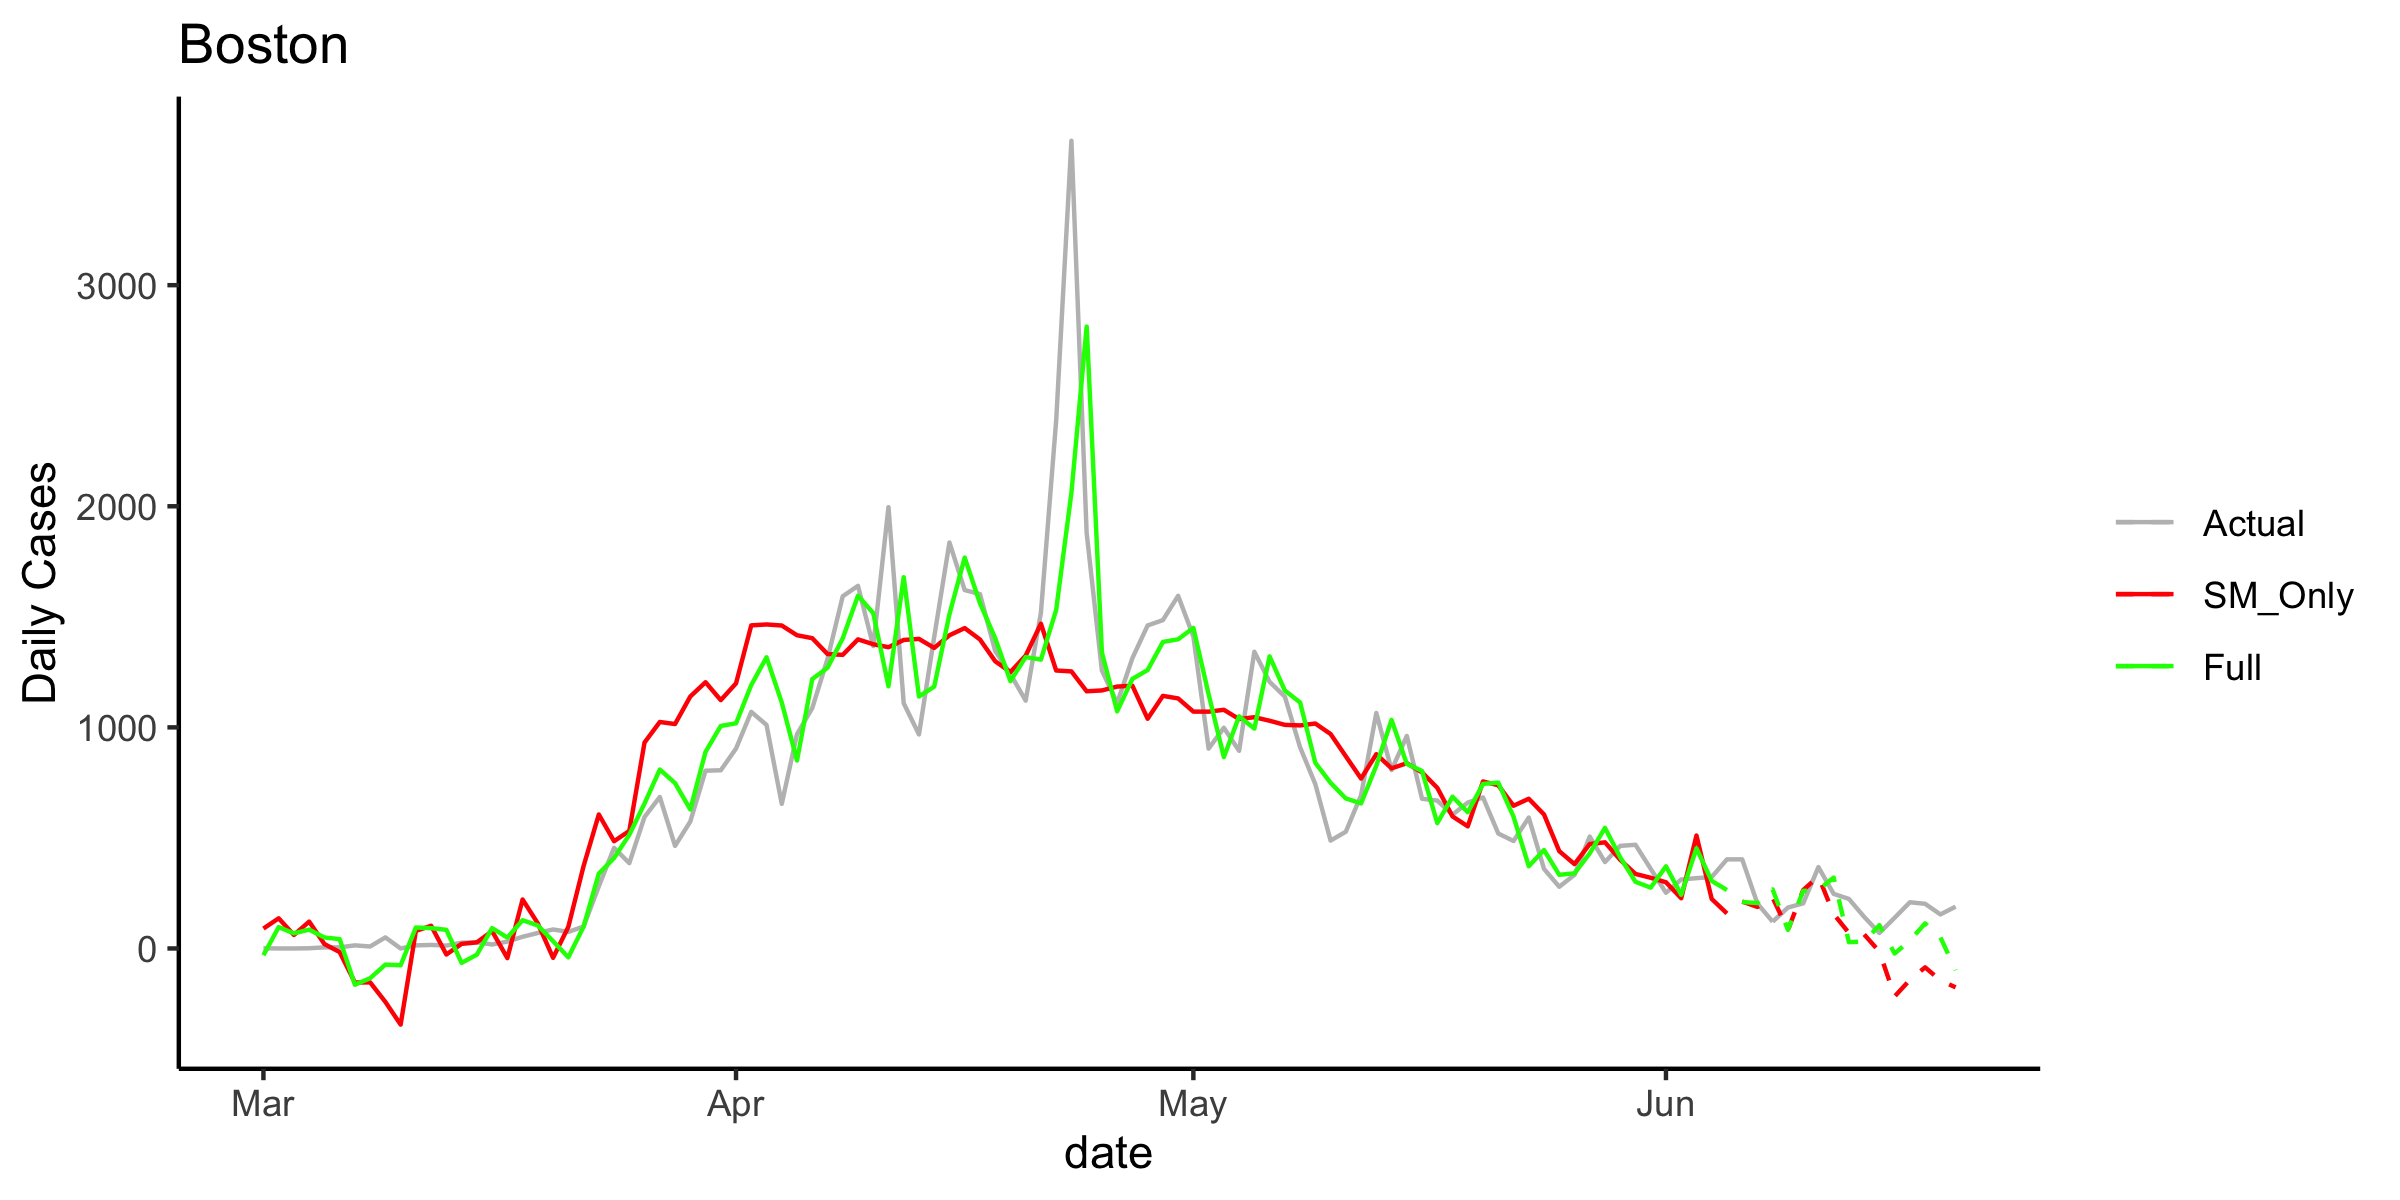 Boston
Daily Cases
3000
2000
1000
0
Mar
Apr
May
Jun
date
Actual
SM_Only
Full